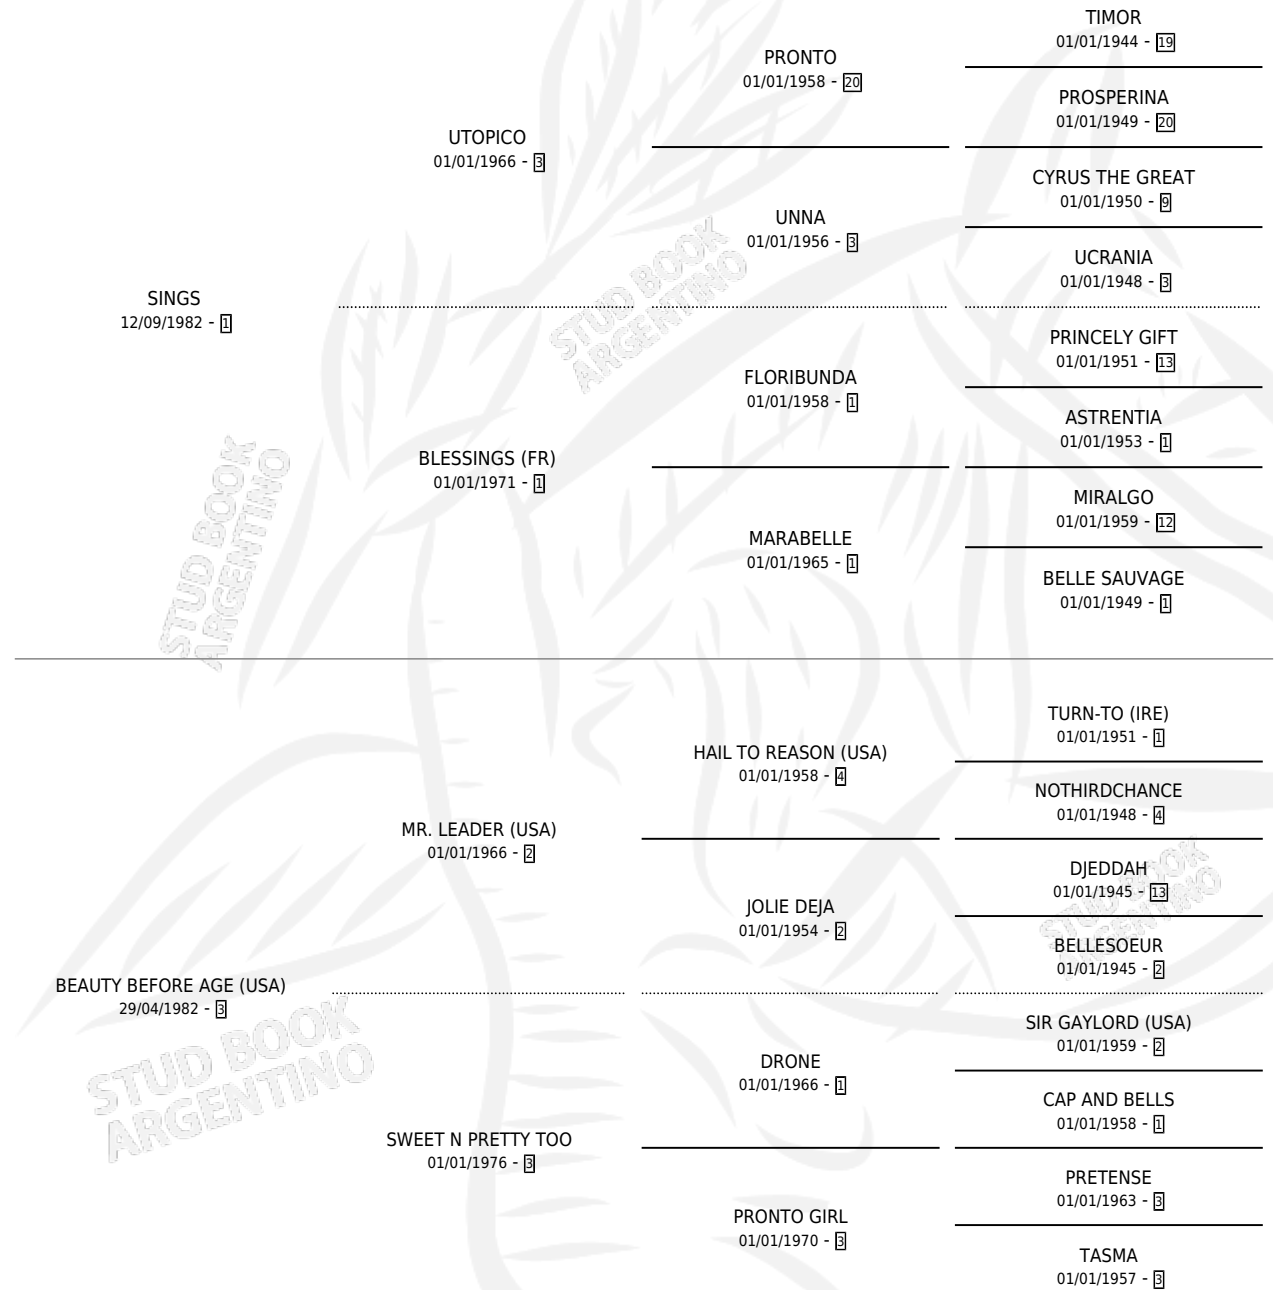 TIMOR
01/01/1944 - 19
PRONTO
01/01/1958 - 20
PROSPERINA
01/01/1949 - 20
UTOPICO
01/01/1966 - 3
CYRUS THE GREAT
01/01/1950 - 9
UNNA
01/01/1956 - 3
UCRANIA
01/01/1948 - 3
SINGS
12/09/1982 - 1
PRINCELY GIFT
01/01/1951 - 13
FLORIBUNDA
01/01/1958 - 1
ASTRENTIA
01/01/1953 - 1
BLESSINGS (FR)
01/01/1971 - 1
MIRALGO
01/01/1959 - 12
MARABELLE
01/01/1965 - 1
BELLE SAUVAGE
01/01/1949 - 1
TURN-TO (IRE)
01/01/1951 - 1
HAIL TO REASON (USA)
01/01/1958 - 4
NOTHIRDCHANCE
01/01/1948 - 4
MR. LEADER (USA)
01/01/1966 - 2
DJEDDAH
01/01/1945 - 13
JOLIE DEJA
01/01/1954 - 2
BELLESOEUR
01/01/1945 - 2
BEAUTY BEFORE AGE (USA)
29/04/1982 - 3
SIR GAYLORD (USA)
01/01/1959 - 2
DRONE
01/01/1966 - 1
CAP AND BELLS
01/01/1958 - 1
SWEET N PRETTY TOO
01/01/1976 - 3
PRETENSE
01/01/1963 - 3
PRONTO GIRL
01/01/1970 - 3
TASMA
01/01/1957 - 3
STUD BOOK
ARGENTINO
STUD BOOK
ARGENTINO
STUD BOOK
ARGENTINO
STUD BOOK
ARGENTINO